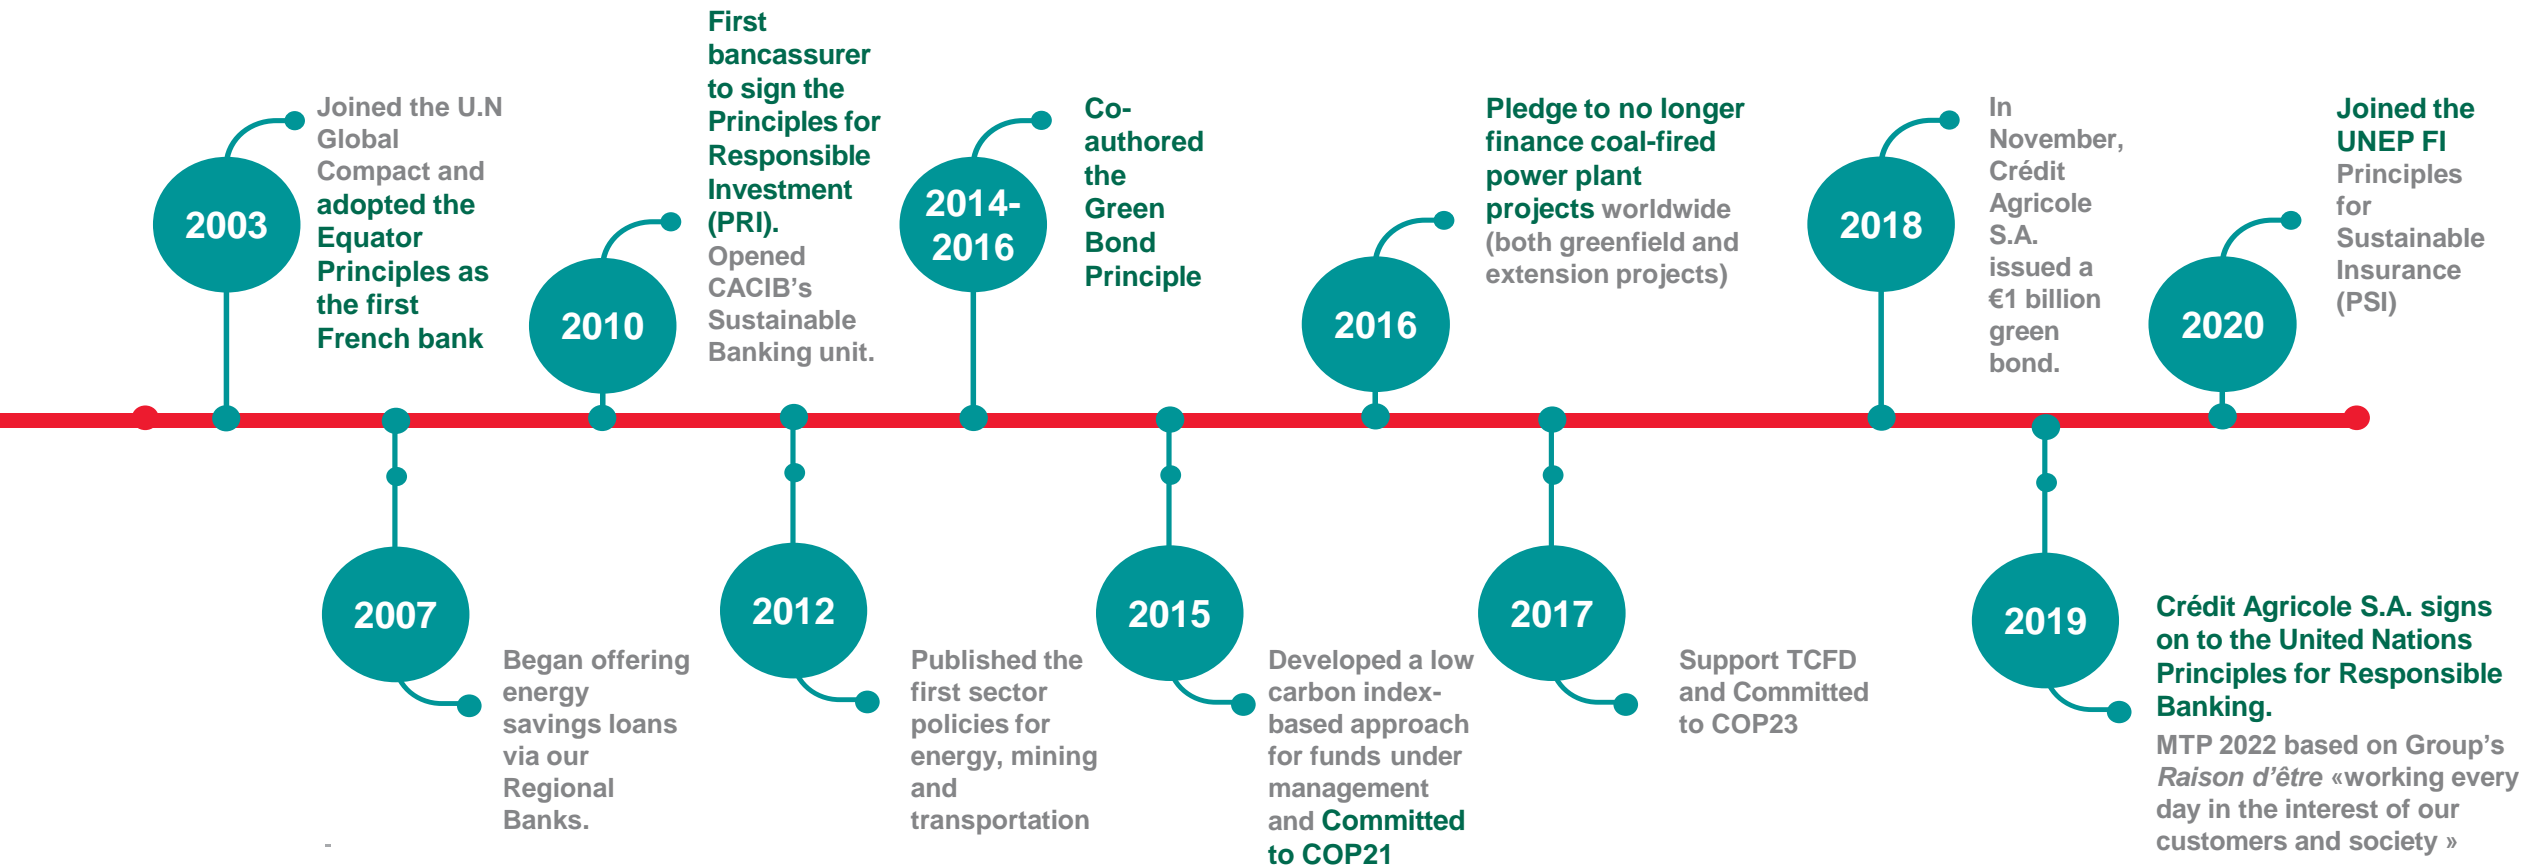 2003
Joined the U.N
Global
Compact and
adopted the
Equator
Principles as
the first
French bank
2007
Began offering
energy
savings loans
via our
Regional
Banks.
2010
First
bancassurer
to sign the
Principles for
Responsible
Investment
(PRI).
Opened
CACIB’s
Sustainable
Banking unit.
2012
Published the
first sector
policies for
energy, mining
and
transportation
2014-
2016
Co-
authored
the
Green
Bond
Principle
2015
Developed a low
carbon index-
based approach
for funds under
management
and Committed
to COP21
2016
Pledge to no longer
finance coal-fired
power plant
projects worldwide
(both greenfield and
extension projects)
2017
Support TCFD
and Committed
to COP23
2018
In
November,
Crédit
Agricole
S.A.
issued a
€1 billion
green
bond.
2019
Crédit Agricole S.A. signs
on to the United Nations
Principles for Responsible
Banking.
MTP 2022 based on Group’s
Raison d’être «working every
day in the interest of our
customers and society »
2020
Joined the
UNEP FI
Principles
for
Sustainable
Insurance
(PSI)